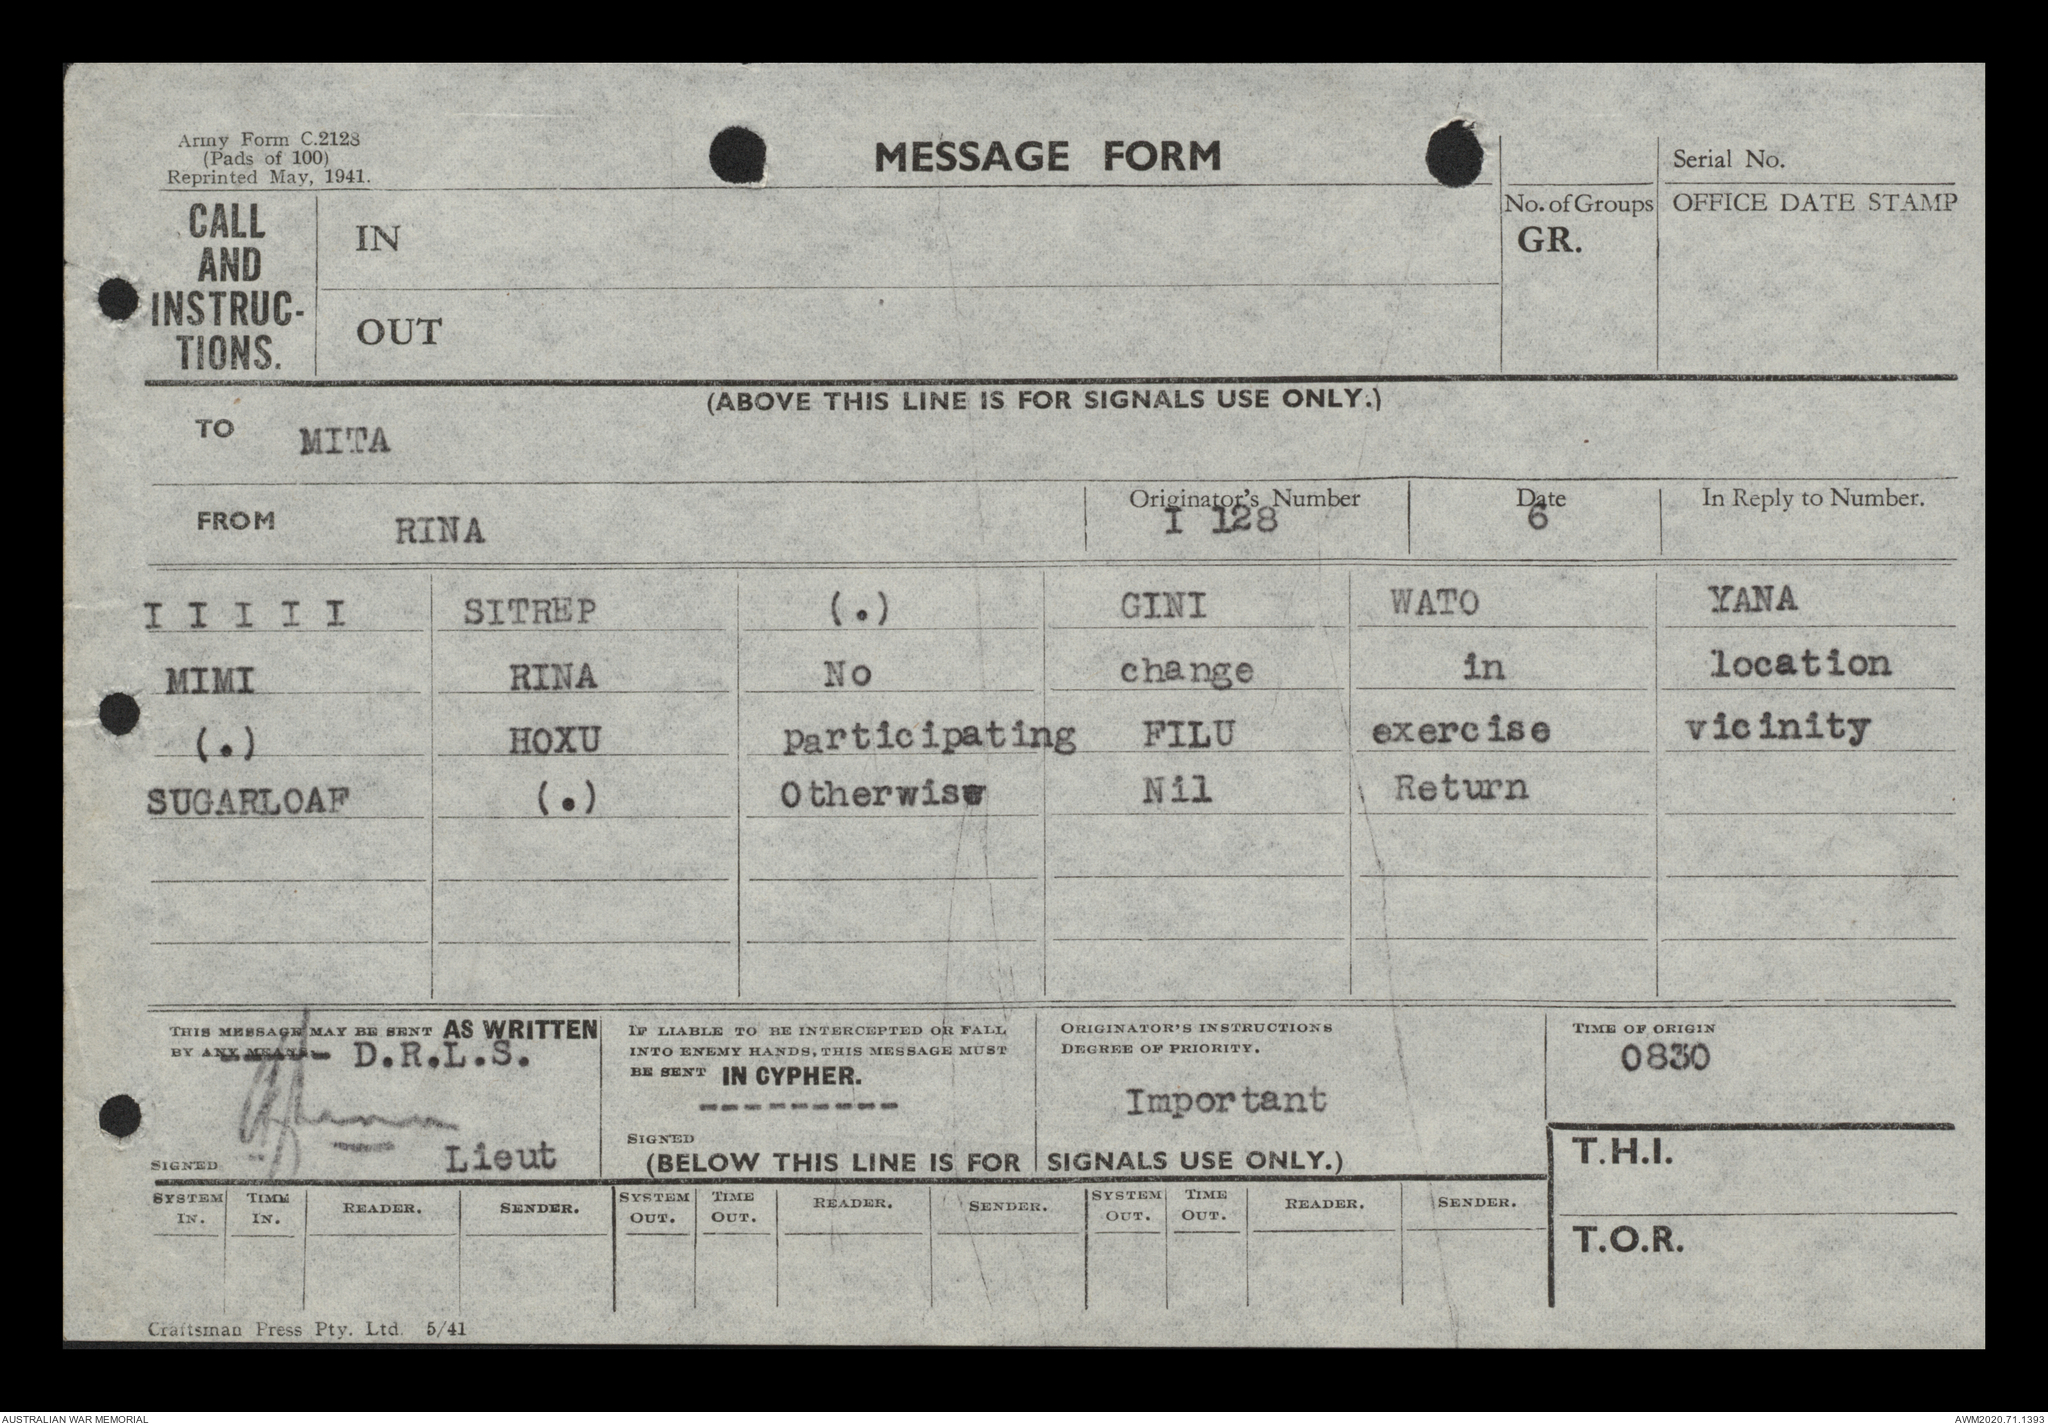 Army Form C.2128
(Pads of 100)
Reprinted May, 1941.
MESSAGE FORM
Serial No.
CALL
AND
INSTRUC-
TIONS.
IN
OUT
No. of Groups
GR.
OFFICE DATE STAMP
(ABOVE THIS LINE IS FOR SIGNALS USE ONLY.)
TO MITA
FROM RINA
Originator's Number
I 128
Date
6
In Reply to Number.
I I I I I SITREP (.) GINI WATO YANA
MIMI RINA No change in location
(.) HOXU participating FILU exercise vicinity
SUGARLOAF (.) Otherwise Nil Return
THIS MESSAGE MAY BE SENT AS WRITTEN
BY ANY MEANS D.R.L.S.
Lieut
SIGNED
IF LIABLE TO BE INTERCEPTED OR FALL
INTO ENEMY HANDS, THIS MESSAGE MUST
BE SENT IN CYPHER.
---------
SIGNED
ORIGINATOR'S INSTRUCTIONS
DEGREE OF PRIORITY.
Important
TIME OF ORIGIN
0830
(BELOW THIS LINE IS FOR SIGNALS USE ONLY.)
T.H.I.
T.O.R.
SYSTEM IN. TIME IN. READER. SENDER. SYSTEM OUT. TIME OUT. READER. SENDER. SYSTEM OUT. TIME OUT. READER. SENDER.
Craftsman Press Pty. Ltd. 5/41
AUSTRALIAN WAR MEMORIAL
AWM2020.71.1393